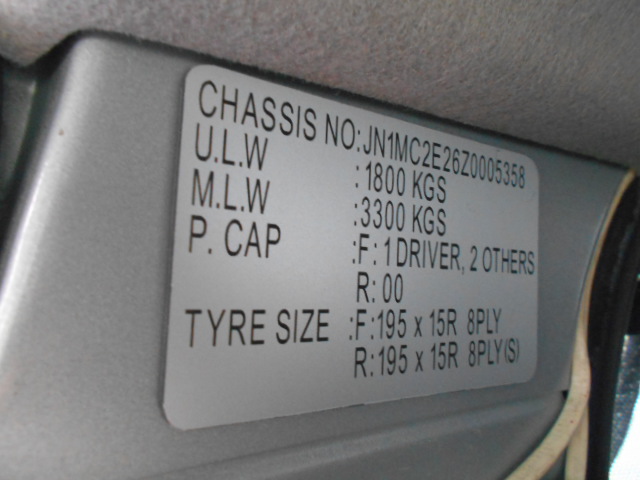 CHASSIS NO:JN1MC2E26Z0005358
U.L.W :1800 KGS
M.L.W :3300 KGS
P. CAP :F: 1 DRIVER, 2 OTHERS
R: 00
TYRE SIZE :F:195 x 15R 8PLY
R:195 x 15R 8PLY(S)